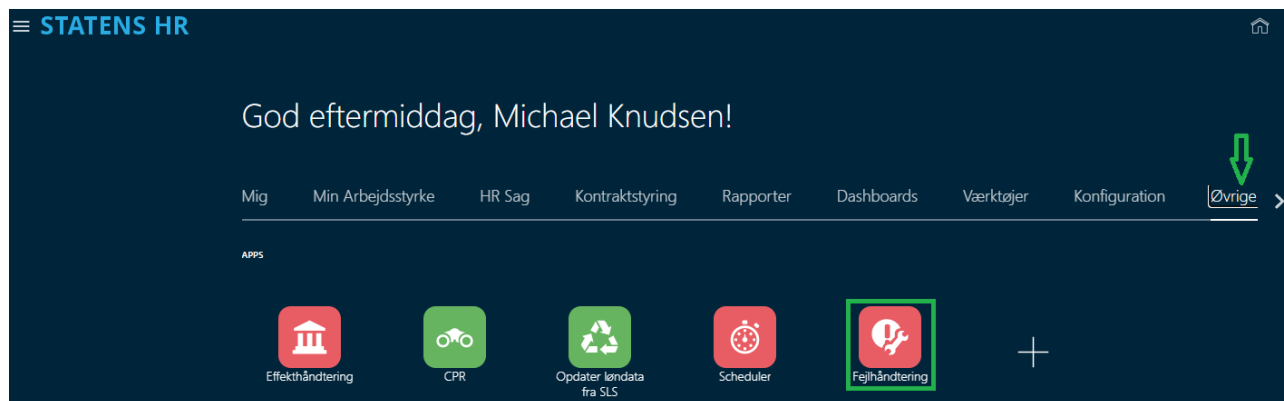 STATENS HR
God eftermiddag, Michael Knudsen!
Mig Min Arbejdsstyrke HR Sag Kontraktstyring Rapporter Dashboards Værktøjer Konfiguration Øvrige
APPS
Effekthåndtering CPR Opdater løndata fra SLS Scheduler Fejlhåndtering